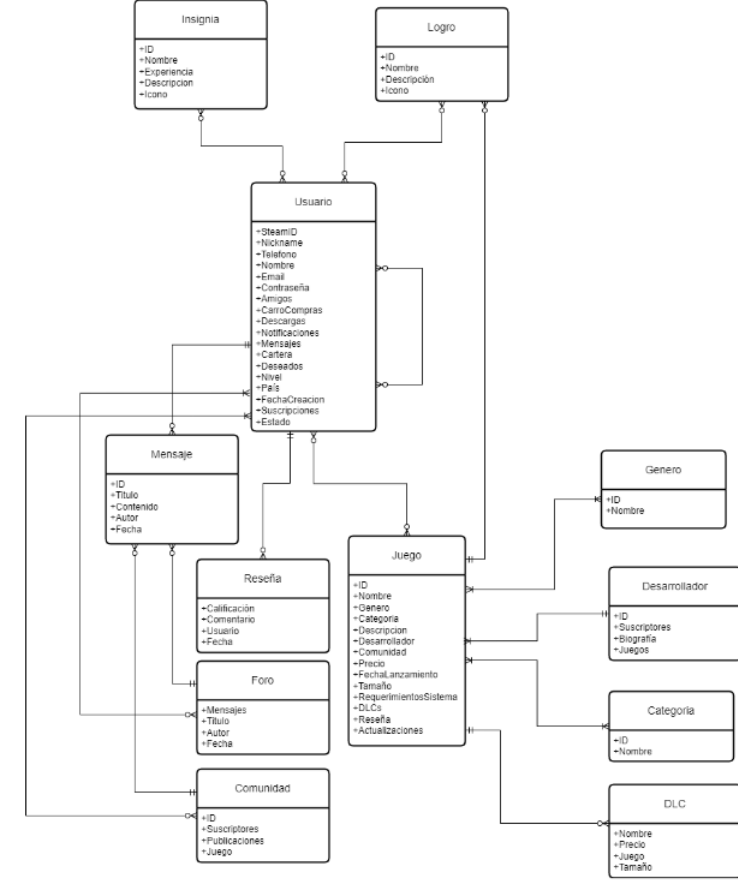 Insignia
+ID
+Nombre
+Experiencia
+Descripcion
+Icono
Logro
+ID
+Nombre
+Descripción
+Icono
Usuario
+SteamID
+Nickname
+Telefono
+Nombre
+Email
+Contraseña
+Amigos
+CarroCompras
+Descargas
+Notificaciones
+Mensajes
+Cartera
+Deseados
+Nivel
+País
+FechaCreacion
+Suscripciones
+Estado
Mensaje
+ID
+Titulo
+Contenido
+Autor
+Fecha
Reseña
+Calificación
+Comentario
+Usuario
+Fecha
Foro
+Mensajes
+Titulo
+Autor
+Fecha
Comunidad
+ID
+Suscriptores
+Publicaciones
+Juego
Juego
+ID
+Nombre
+Genero
+Categoria
+Descripcion
+Desarrollador
+Comunidad
+Precio
+FechaLanzamiento
+Tamaño
+RequerimientosSistema
+DLCs
+Reseña
+Actualizaciones
Genero
+ID
+Nombre
Desarrollador
+ID
+Suscriptores
+Biografía
+Juegos
Categoria
+ID
+Nombre
DLC
+Nombre
+Precio
+Juego
+Tamaño